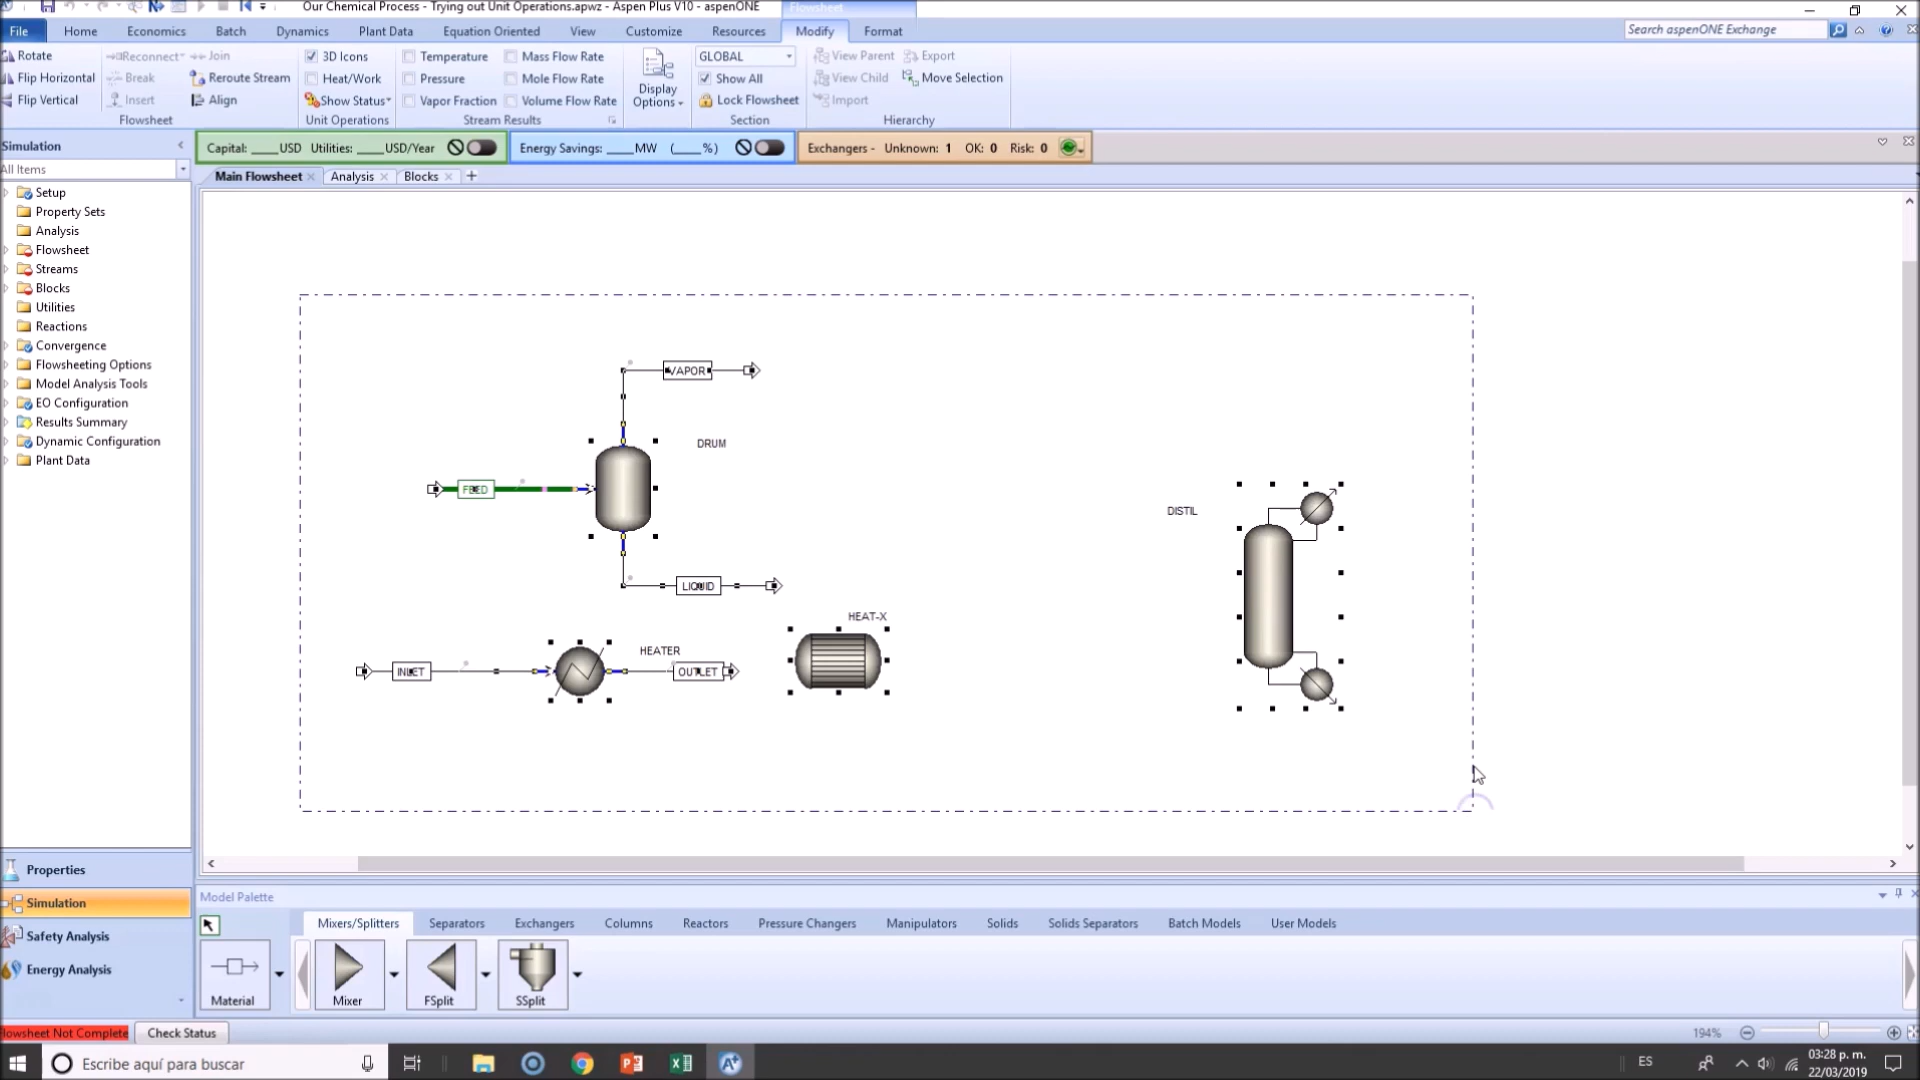 Our Chemical Process - Trying out Unit Operations.apwz - Aspen Plus V10 - aspenONE
Flowsheet
File Home Economics Batch Dynamics Plant Data Equation Oriented View Customize Resources Modify Format
Search aspenONE Exchange
Rotate Reconnect Join 3D Icons Temperature Mass Flow Rate GLOBAL View Parent Export
Flip Horizontal Break Reroute Stream Heat/Work Pressure Mole Flow Rate Display Options Show All View Child Move Selection
Flip Vertical Insert Align Show Status Vapor Fraction Volume Flow Rate Lock Flowsheet Import
Flowsheet Unit Operations Stream Results Section Hierarchy
Simulation
Capital: ____USD Utilities: ____USD/Year Energy Savings: ____MW (____%) Exchangers - Unknown: 1 OK: 0 Risk: 0
All Items
Main Flowsheet Analysis Blocks +
Setup
Property Sets
Analysis
Flowsheet
Streams
Blocks
Utilities
Reactions
Convergence
Flowsheeting Options
Model Analysis Tools
EO Configuration
Results Summary
Dynamic Configuration
Plant Data
VAPOR
DRUM
FEED
DISTIL
LIQUID
HEAT-X
HEATER
INLET
OUTLET
Properties
Simulation
Safety Analysis
Energy Analysis
Model Palette
Mixers/Splitters Separators Exchangers Columns Reactors Pressure Changers Manipulators Solids Solids Separators Batch Models User Models
Material Mixer FSplit SSplit
Flowsheet Not Complete Check Status
194%
Escribe aquí para buscar
ES
03:28 p. m.
22/03/2019